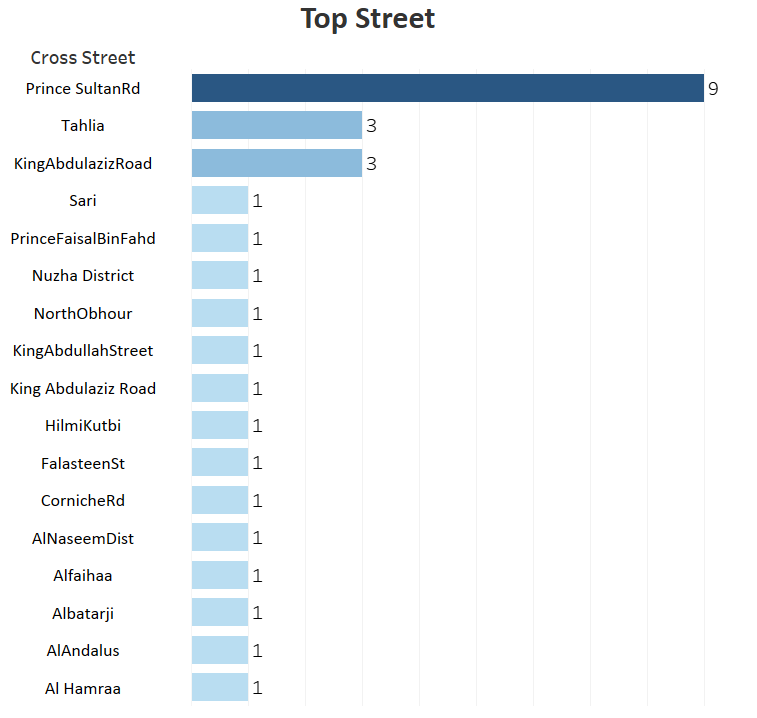 Top Street
Cross Street
Prince SultanRd 9
Tahlia 3
KingAbdulazizRoad 3
Sari 1
PrinceFaisalBinFahd 1
Nuzha District 1
NorthObhour 1
KingAbdullahStreet 1
King Abdulaziz Road 1
HilmiKutbi 1
FalasteenSt 1
CornicheRd 1
AlNaseemDist 1
Alfaihaa 1
Albatarji 1
AlAndalus 1
Al Hamraa 1